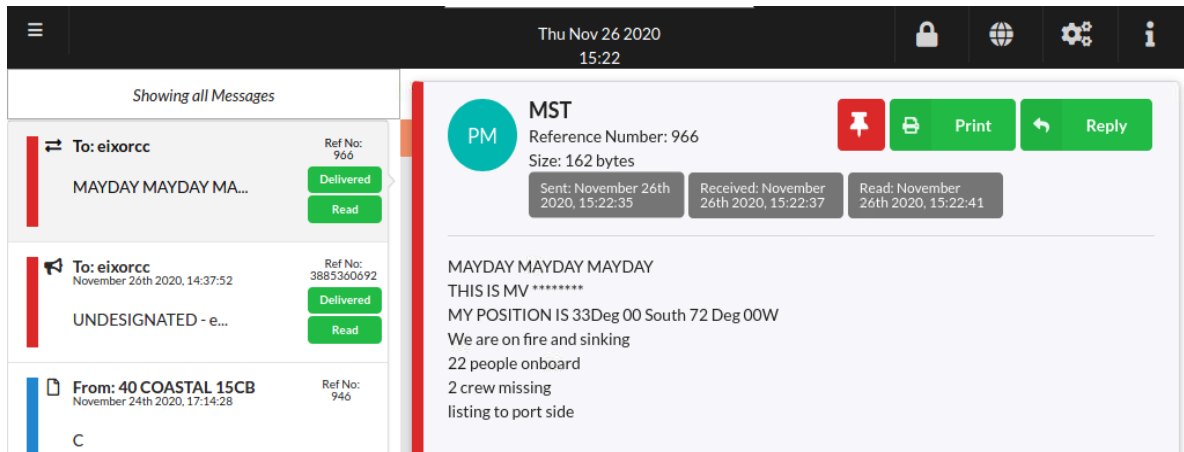 Thu Nov 26 2020
15:22
Showing all Messages
To: eixorcc
Ref No:
966
MAYDAY MAYDAY MA...
Delivered
Read
To: eixorcc
November 26th 2020, 14:37:52
Ref No:
3885360692
UNDESIGNATED - e...
Delivered
Read
From: 40 COASTAL 15CB
November 24th 2020, 17:14:28
Ref No:
946
C
PM
MST
Reference Number: 966
Size: 162 bytes
Print
Reply
Sent: November 26th
2020, 15:22:35
Received: November
26th 2020, 15:22:37
Read: November
26th 2020, 15:22:41
MAYDAY MAYDAY MAYDAY
THIS IS MV ********
MY POSITION IS 33Deg 00 South 72 Deg 00W
We are on fire and sinking
22 people onboard
2 crew missing
listing to port side